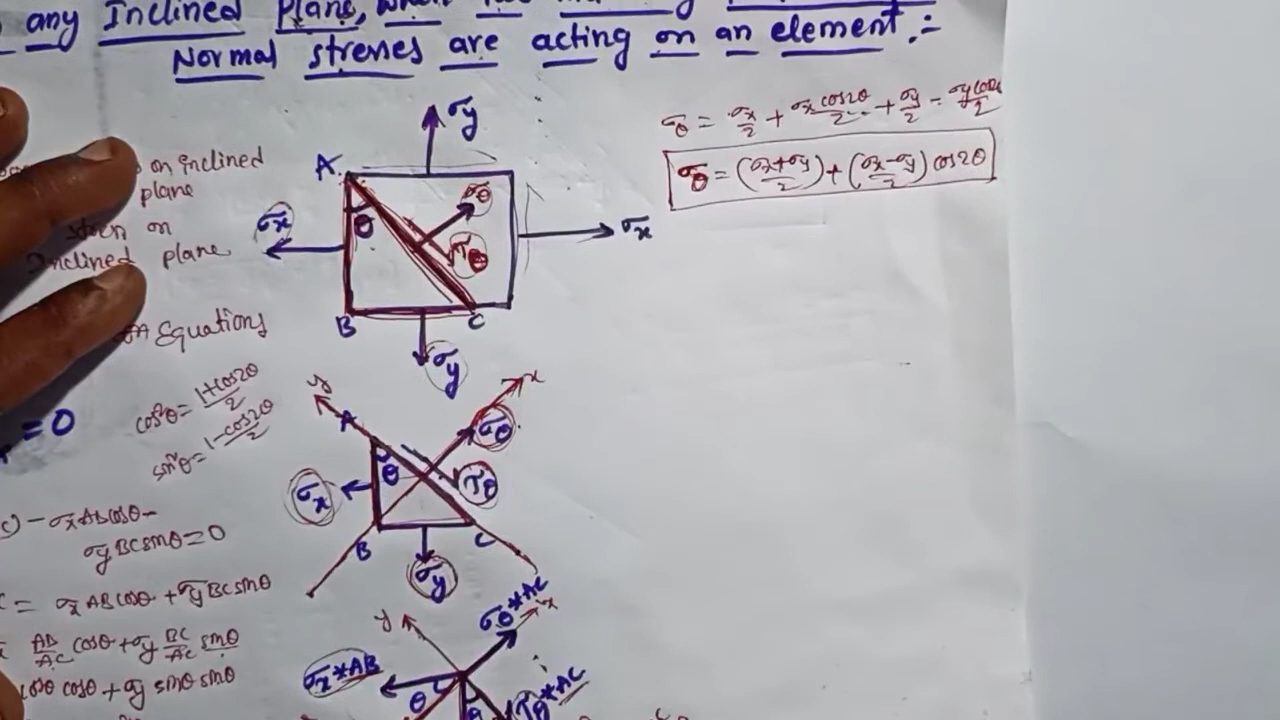 any Inclined Plane, when
Normal stresses are acting on an element :-
on inclined
plane
stress on
Inclined plane
Equations
= 0
cos²θ = 1+cos2θ/2
sin²θ = 1-cos2θ/2
- σx ABcosθ -
σy BC sinθ = 0
= σx AB cosθ + σy BC sinθ
AB/AC cosθ + σy BC/AC sinθ
cosθ cosθ + σy sinθ sinθ
σy
A
θ
σθ
σx
σx
τθ
B
C
σy
y
x
A
σθ
θ
σx
τθ
B
C
σy
y
σθ*AC
x
σx*AB
θ
θ
τθ*AC
σθ = σx/2 + σx cos2θ/2 + σy/2 - σy cos2θ/2
σθ = (σx+σy/2) + (σx-σy/2) cos2θ